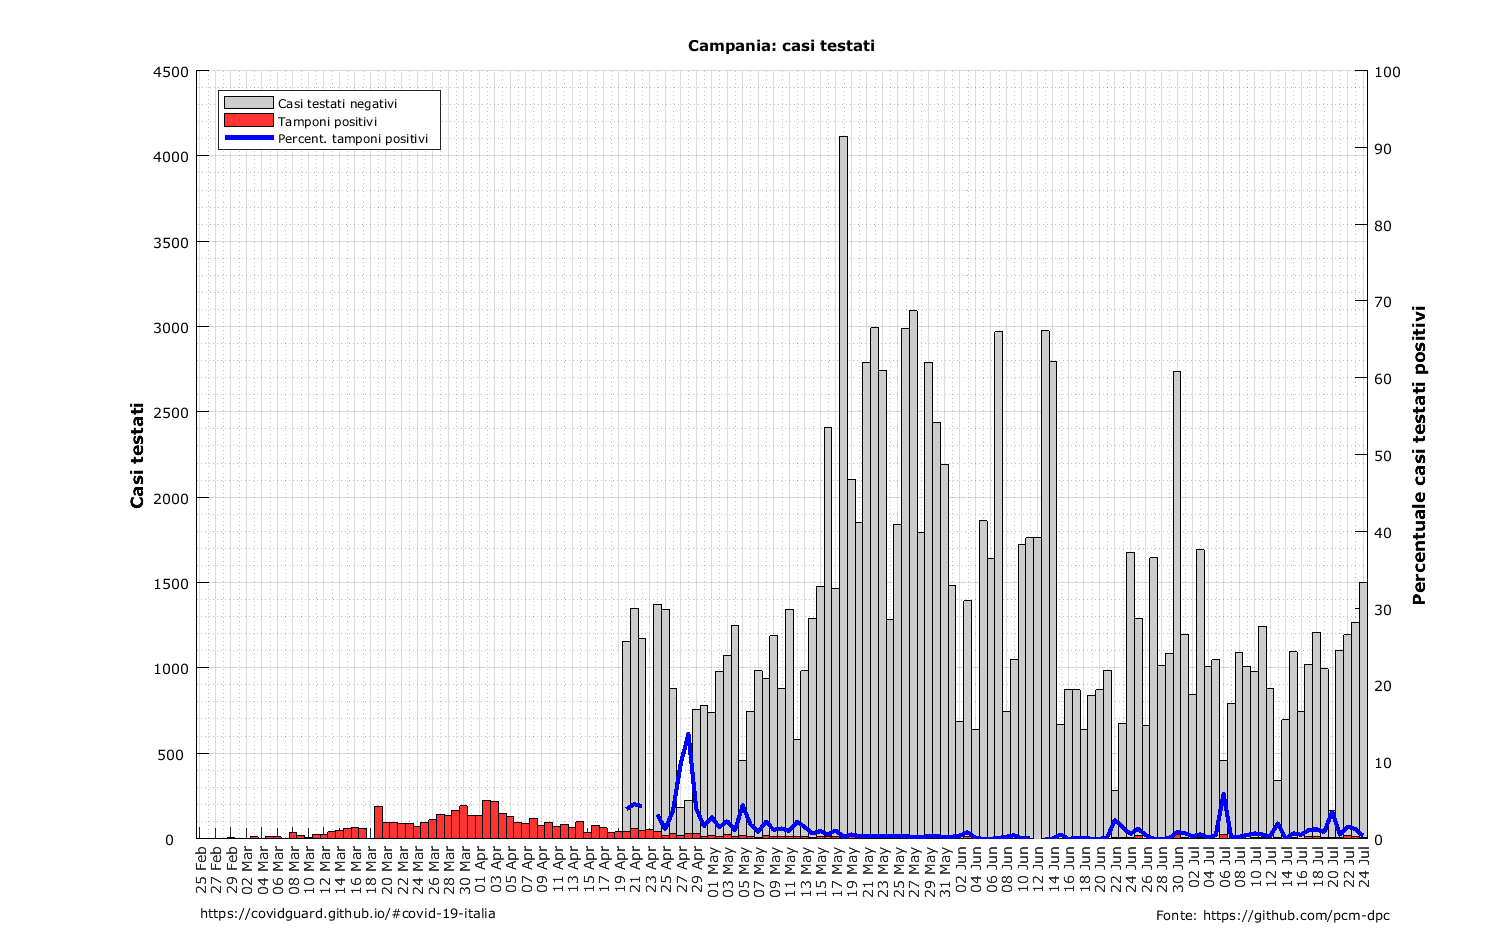 Campania: casi testati
Casi testati negativi
Tamponi positivi
Percent. tamponi positivi
Casi testati
4500
4000
3500
3000
2500
2000
1500
1000
500
0
Percentuale casi testati positivi
100
90
80
70
60
50
40
30
20
10
0
25 Feb
27 Feb
29 Feb
02 Mar
04 Mar
06 Mar
08 Mar
10 Mar
12 Mar
14 Mar
16 Mar
18 Mar
20 Mar
22 Mar
24 Mar
26 Mar
28 Mar
30 Mar
01 Apr
03 Apr
05 Apr
07 Apr
09 Apr
11 Apr
13 Apr
15 Apr
17 Apr
19 Apr
21 Apr
23 Apr
25 Apr
27 Apr
29 Apr
01 May
03 May
05 May
07 May
09 May
11 May
13 May
15 May
17 May
19 May
21 May
23 May
25 May
27 May
29 May
31 May
02 Jun
04 Jun
06 Jun
08 Jun
10 Jun
12 Jun
14 Jun
16 Jun
18 Jun
20 Jun
22 Jun
24 Jun
26 Jun
28 Jun
30 Jun
02 Jul
04 Jul
06 Jul
08 Jul
10 Jul
12 Jul
14 Jul
16 Jul
18 Jul
20 Jul
22 Jul
24 Jul
https://covidguard.github.io/#covid-19-italia
Fonte: https://github.com/pcm-dpc